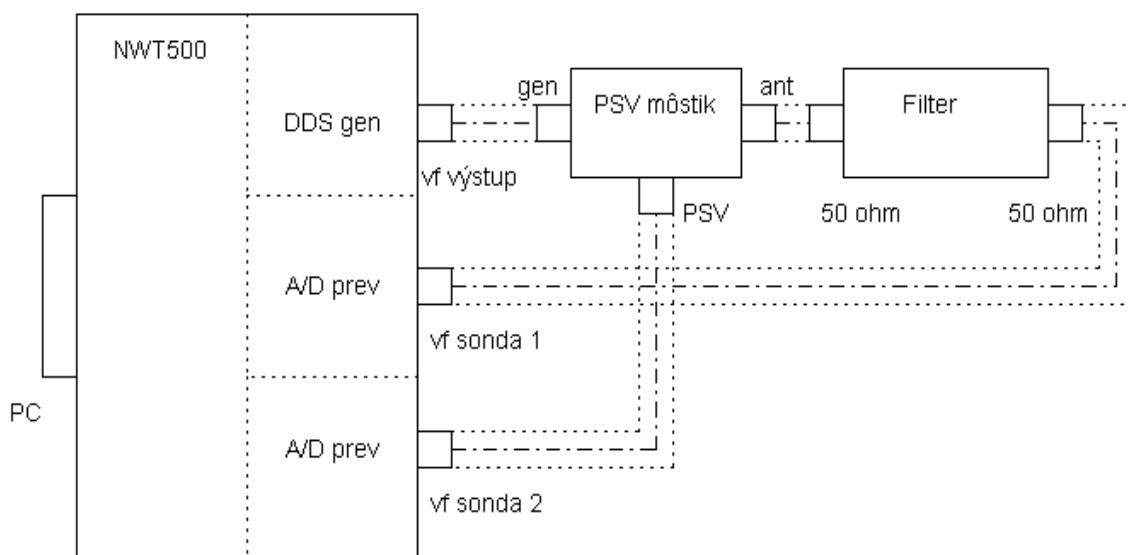 NWT500
DDS gen
vf výstup
gen
PSV môstik
ant
Filter
PSV
50 ohm
50 ohm
A/D prev
vf sonda 1
PC
A/D prev
vf sonda 2